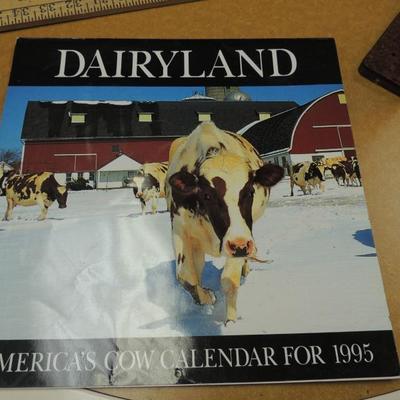 DAIRYLAND
MERICA'S COW CALENDAR FOR 1995